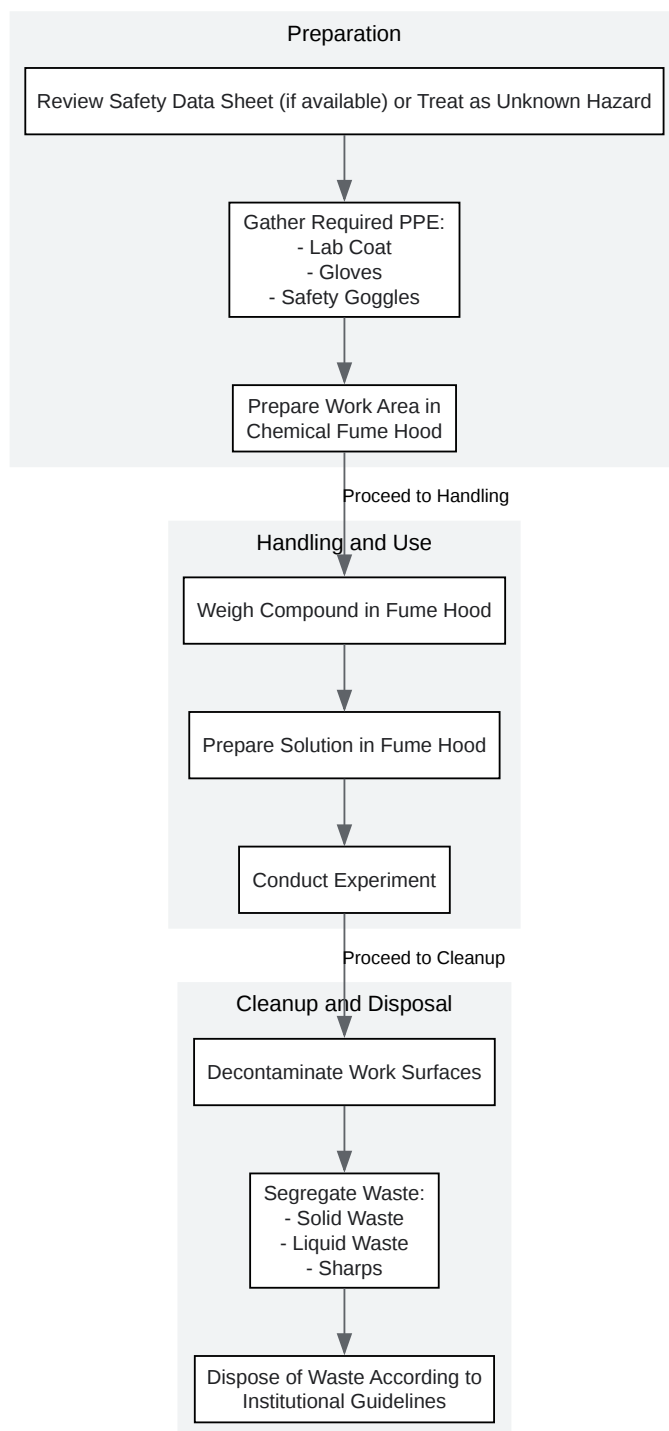 Preparation
Review Safety Data Sheet (if available) or Treat as Unknown Hazard
Gather Required PPE:
- Lab Coat
- Gloves
- Safety Goggles
Prepare Work Area in
Chemical Fume Hood
Proceed to Handling
Handling and Use
Weigh Compound in Fume Hood
Prepare Solution in Fume Hood
Conduct Experiment
Proceed to Cleanup
Cleanup and Disposal
Decontaminate Work Surfaces
Segregate Waste:
- Solid Waste
- Liquid Waste
- Sharps
Dispose of Waste According to
Institutional Guidelines